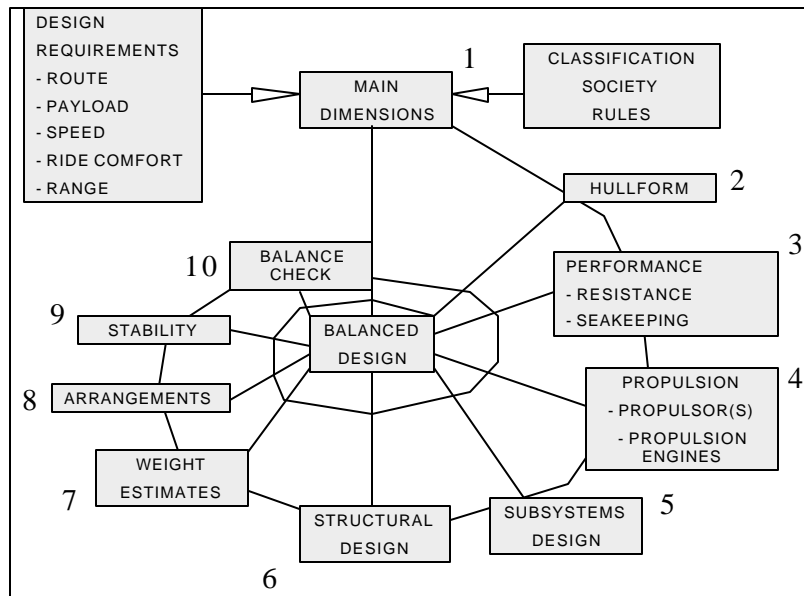 DESIGN
REQUIREMENTS
- ROUTE
- PAYLOAD
- SPEED
- RIDE COMFORT
- RANGE
1
MAIN
DIMENSIONS
CLASSIFICATION
SOCIETY
RULES
HULLFORM
2
3
PERFORMANCE
- RESISTANCE
- SEAKEEPING
4
PROPULSION
- PROPULSOR(S)
- PROPULSION
ENGINES
5
SUBSYSTEMS
DESIGN
STRUCTURAL
DESIGN
6
WEIGHT
ESTIMATES
7
8
ARRANGEMENTS
9
STABILITY
10
BALANCE
CHECK
BALANCED
DESIGN